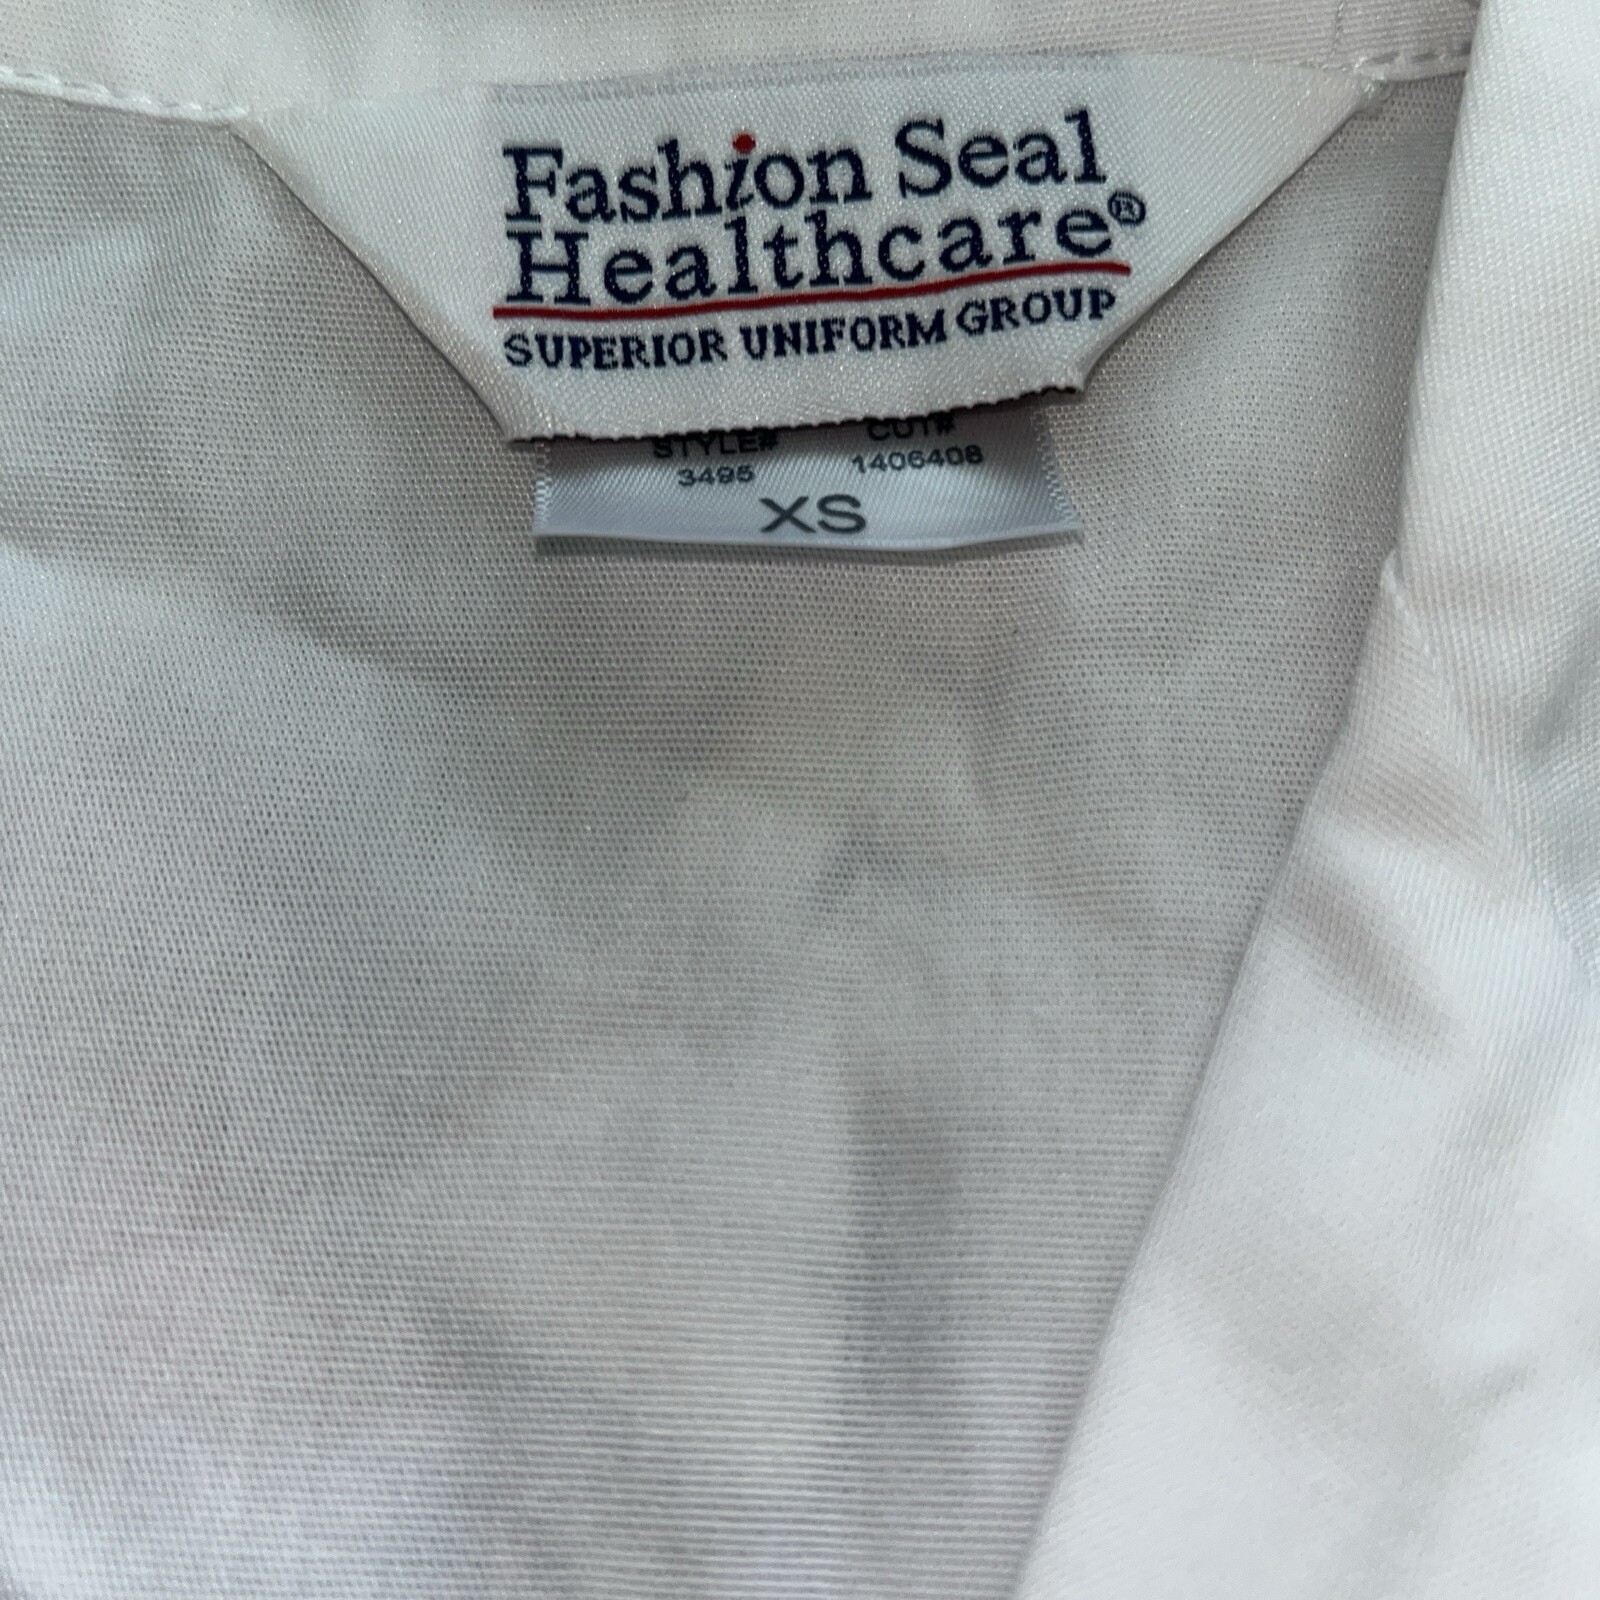 Fashion Seal
Healthcare®
SUPERIOR UNIFORM GROUP
STYLE# CUT#
3495 1406408
XS